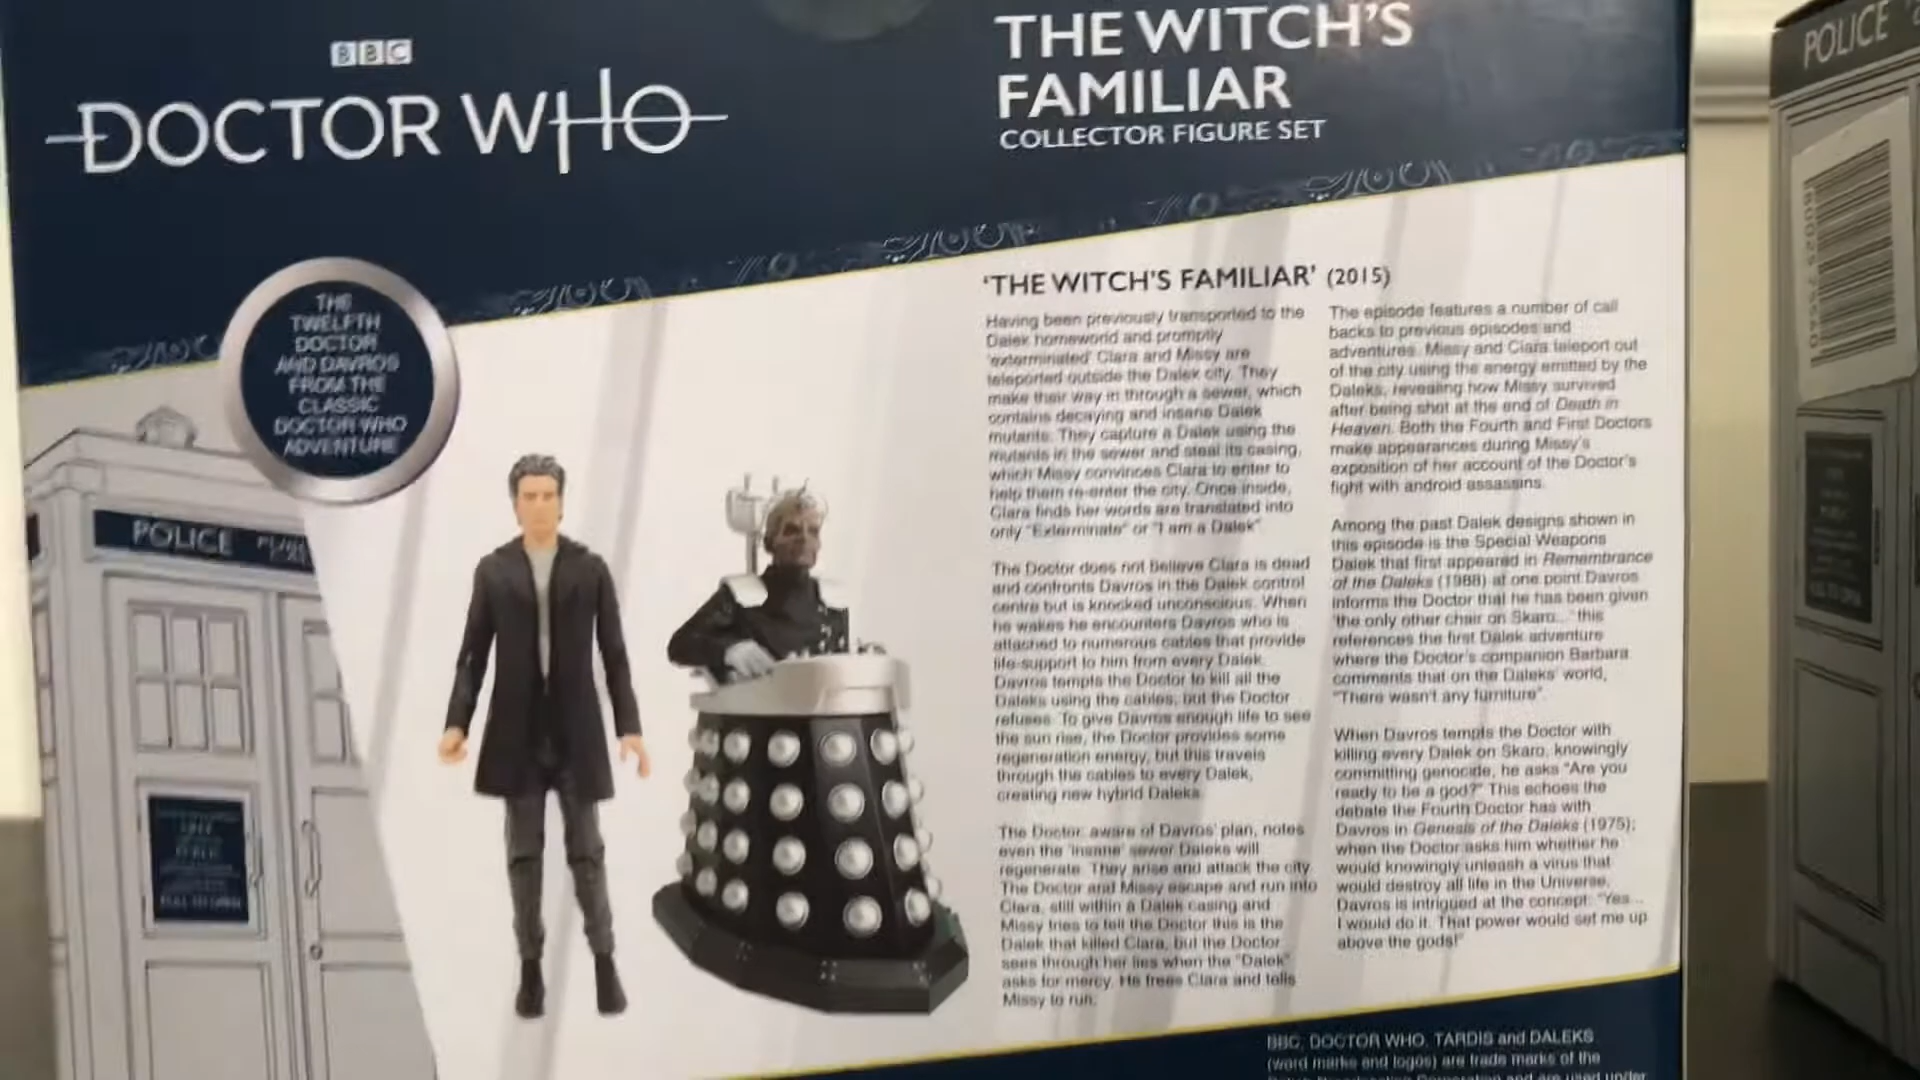 BBC
DOCTOR WHO
THE WITCH'S
FAMILIAR
COLLECTOR FIGURE SET
THE
TWELFTH
DOCTOR
AND DAVROS
FROM THE
CLASSIC
DOCTOR WHO
ADVENTURE
POLICE
'THE WITCH'S FAMILIAR' (2015)
Having been previously transported to the
Dalek homeworld and promptly
'exterminated' Clara and Missy are
teleported outside the Dalek city. They
make their way in through a sewer, which
contains decaying and insane Dalek
mutants. They capture a Dalek using the
mutants in the sewer and steal its casing,
which Missy convinces Clara to enter to
help them re-enter the city. Once inside,
Clara finds her words are translated into
only "Exterminate" or "I am a Dalek"
The Doctor does not believe Clara is dead
and confronts Davros in the Dalek control
centre but is knocked unconscious. When
he wakes he encounters Davros who is
attached to numerous cables that provide
life-support to him from every Dalek.
Davros tempts the Doctor to kill all the
Daleks using the cables, but the Doctor
refuses. To give Davros enough life to see
the sun rise, the Doctor provides some
regeneration energy, but this travels
through the cables to every Dalek,
creating new hybrid Daleks.
The Doctor, aware of Davros' plan, notes
even the 'insane' sewer Daleks will
regenerate. They arise and attack the city.
The Doctor and Missy escape and run into
Clara, still within a Dalek casing and
Missy tries to tell the Doctor this is the
Dalek that killed Clara, but the Doctor
sees through her lies when the "Dalek"
asks for mercy. He frees Clara and tells
Missy to run.
The episode features a number of call
backs to previous episodes and
adventures. Missy and Clara teleport out
of the city using the energy emitted by the
Daleks, revealing how Missy survived
after being shot at the end of Death in
Heaven. Both the Fourth and First Doctors
make appearances during Missy's
exposition of her account of the Doctor's
fight with android assassins.
Among the past Dalek designs shown in
this episode is the Special Weapons
Dalek that first appeared in Remembrance
of the Daleks (1988) at one point Davros
informs the Doctor that he has been given
'the only other chair on Skaro...' this
references the first Dalek adventure
where the Doctor's companion Barbara
comments that on the Daleks' world,
"There wasn't any furniture".
When Davros tempts the Doctor with
killing every Dalek on Skaro, knowingly
committing genocide, he asks "Are you
ready to be a god?" This echoes the
debate the Fourth Doctor has with
Davros in Genesis of the Daleks (1975);
when the Doctor asks him whether he
would knowingly unleash a virus that
would destroy all life in the Universe,
Davros is intrigued at the concept: "Yes...
I would do it. That power would set me up
above the gods!"
BBC, DOCTOR WHO, TARDIS and DALEKS
(word marks and logos) are trade marks of the
POLICE